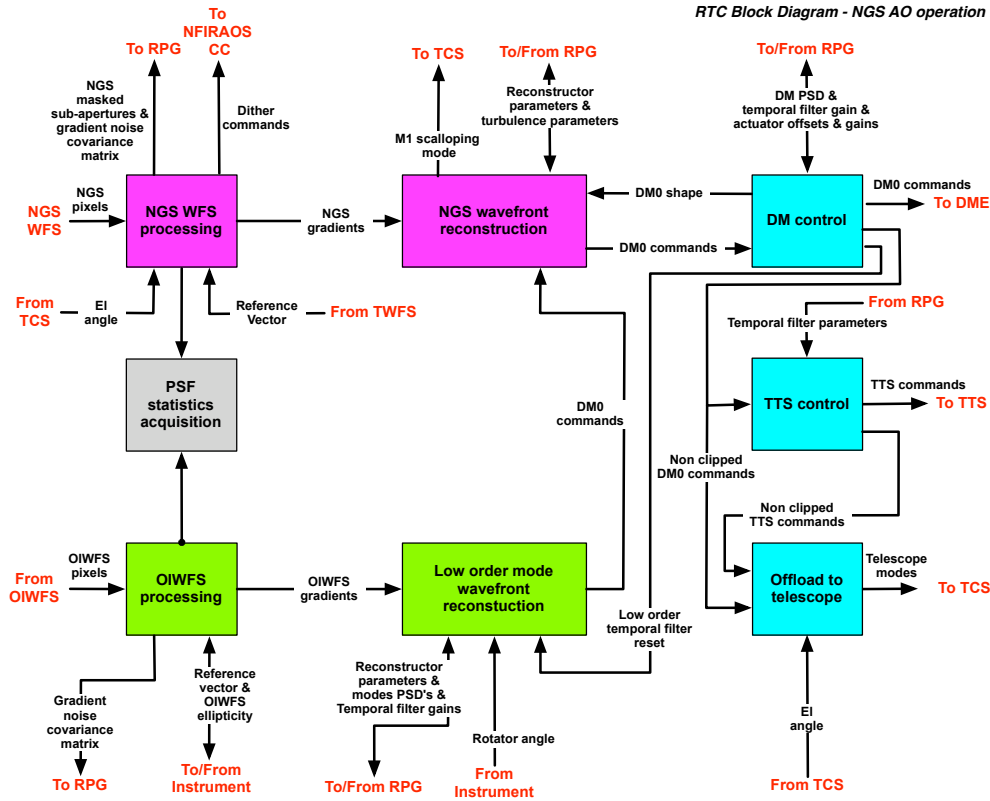 RTC Block Diagram - NGS AO operation
To
NFIRAOS
CC
To RPG
To TCS
To/From RPG
To/From RPG
NGS
masked
sub-apertures &
gradient noise
covariance
matrix
Dither
commands
M1 scalloping
mode
Reconstructor
parameters &
turbulence parameters
DM PSD &
temporal filter gain &
actuator offsets & gains
NGS
pixels
NGS
WFS
NGS WFS
processing
NGS
gradients
NGS wavefront
reconstruction
DM0 shape
DM0 commands
DM control
DM0 commands
To DME
From
TCS
El
angle
Reference
Vector
From TWFS
From RPG
Temporal filter parameters
PSF
statistics
acquisition
DM0
commands
TTS control
TTS commands
To TTS
Non clipped
DM0 commands
Non clipped
TTS commands
OIWFS
pixels
From
OIWFS
OIWFS
processing
OIWFS
gradients
Low order mode
wavefront
reconstuction
Offload to
telescope
Telescope
modes
To TCS
Low order
temporal filter
reset
Gradient
noise
covariance
matrix
Reference
vector &
OIWFS
ellipticity
Reconstructor
parameters &
modes PSD's &
Temporal filter gains
Rotator angle
El
angle
To RPG
To/From
Instrument
To/From RPG
From
Instrument
From TCS